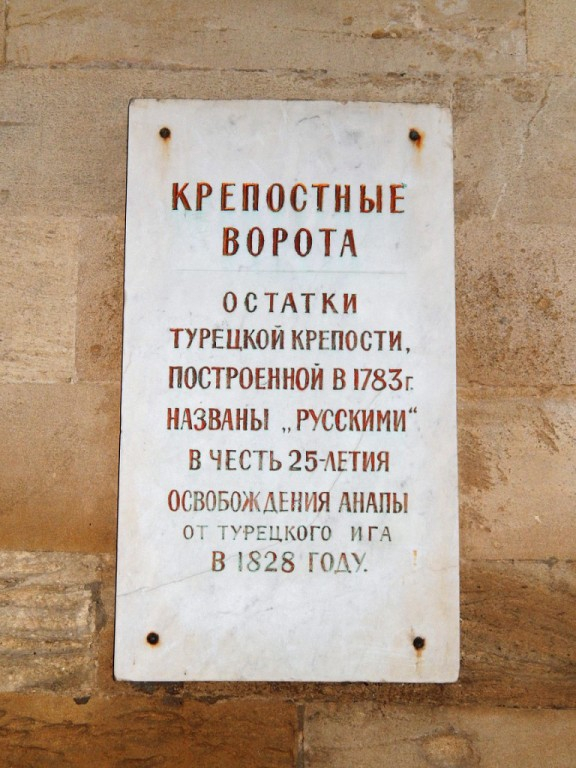 КРЕПОСТНЫЕ
ВОРОТА
ОСТАТКИ
ТУРЕЦКОЙ КРЕПОСТИ,
ПОСТРОЕННОЙ В 1783г.
НАЗВАНЫ „РУССКИМИ“
В ЧЕСТЬ 25-ЛЕТИЯ
ОСВОБОЖДЕНИЯ АНАПЫ
ОТ ТУРЕЦКОГО ИГА
В 1828 ГОДУ.